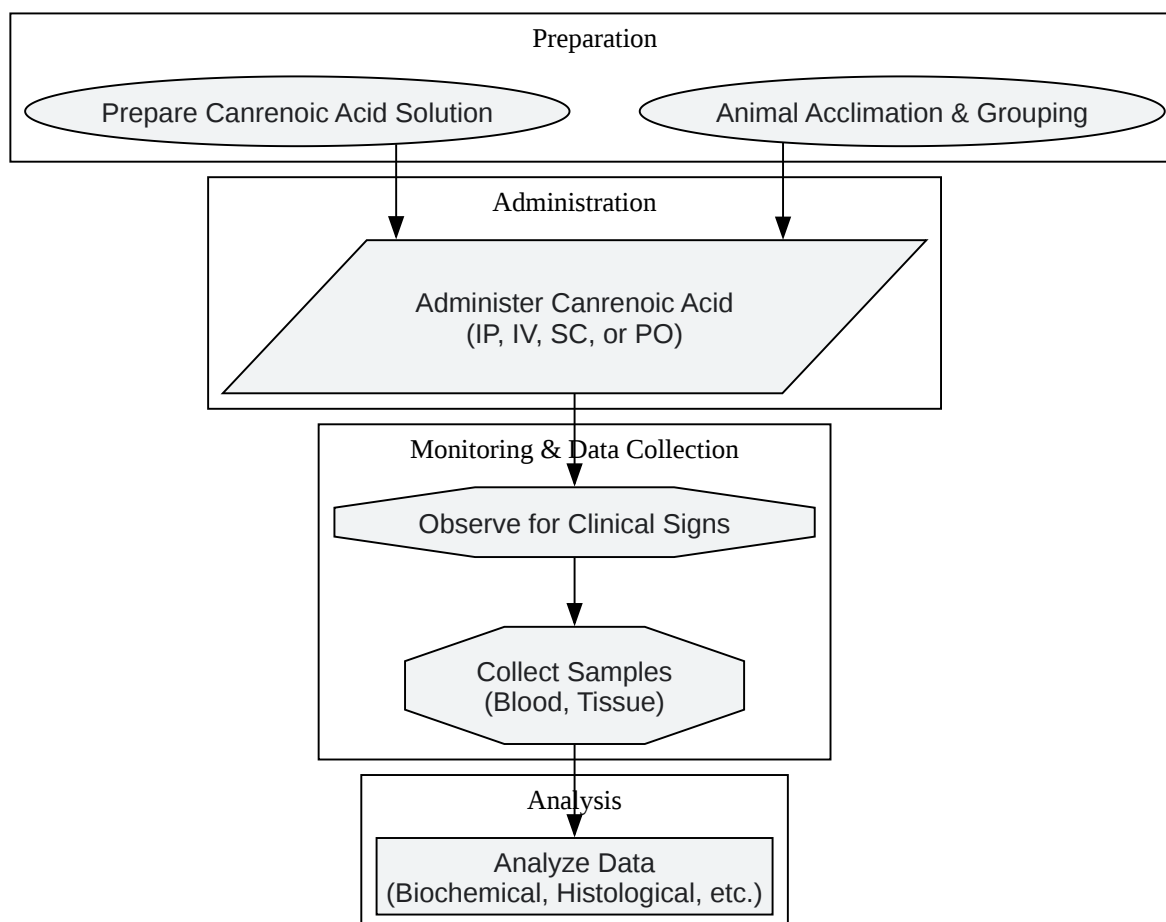 Preparation
Prepare Canrenoic Acid Solution
Animal Acclimation & Grouping
Administration
Administer Canrenoic Acid
(IP, IV, SC, or PO)
Monitoring & Data Collection
Observe for Clinical Signs
Collect Samples
(Blood, Tissue)
Analysis
Analyze Data
(Biochemical, Histological, etc.)